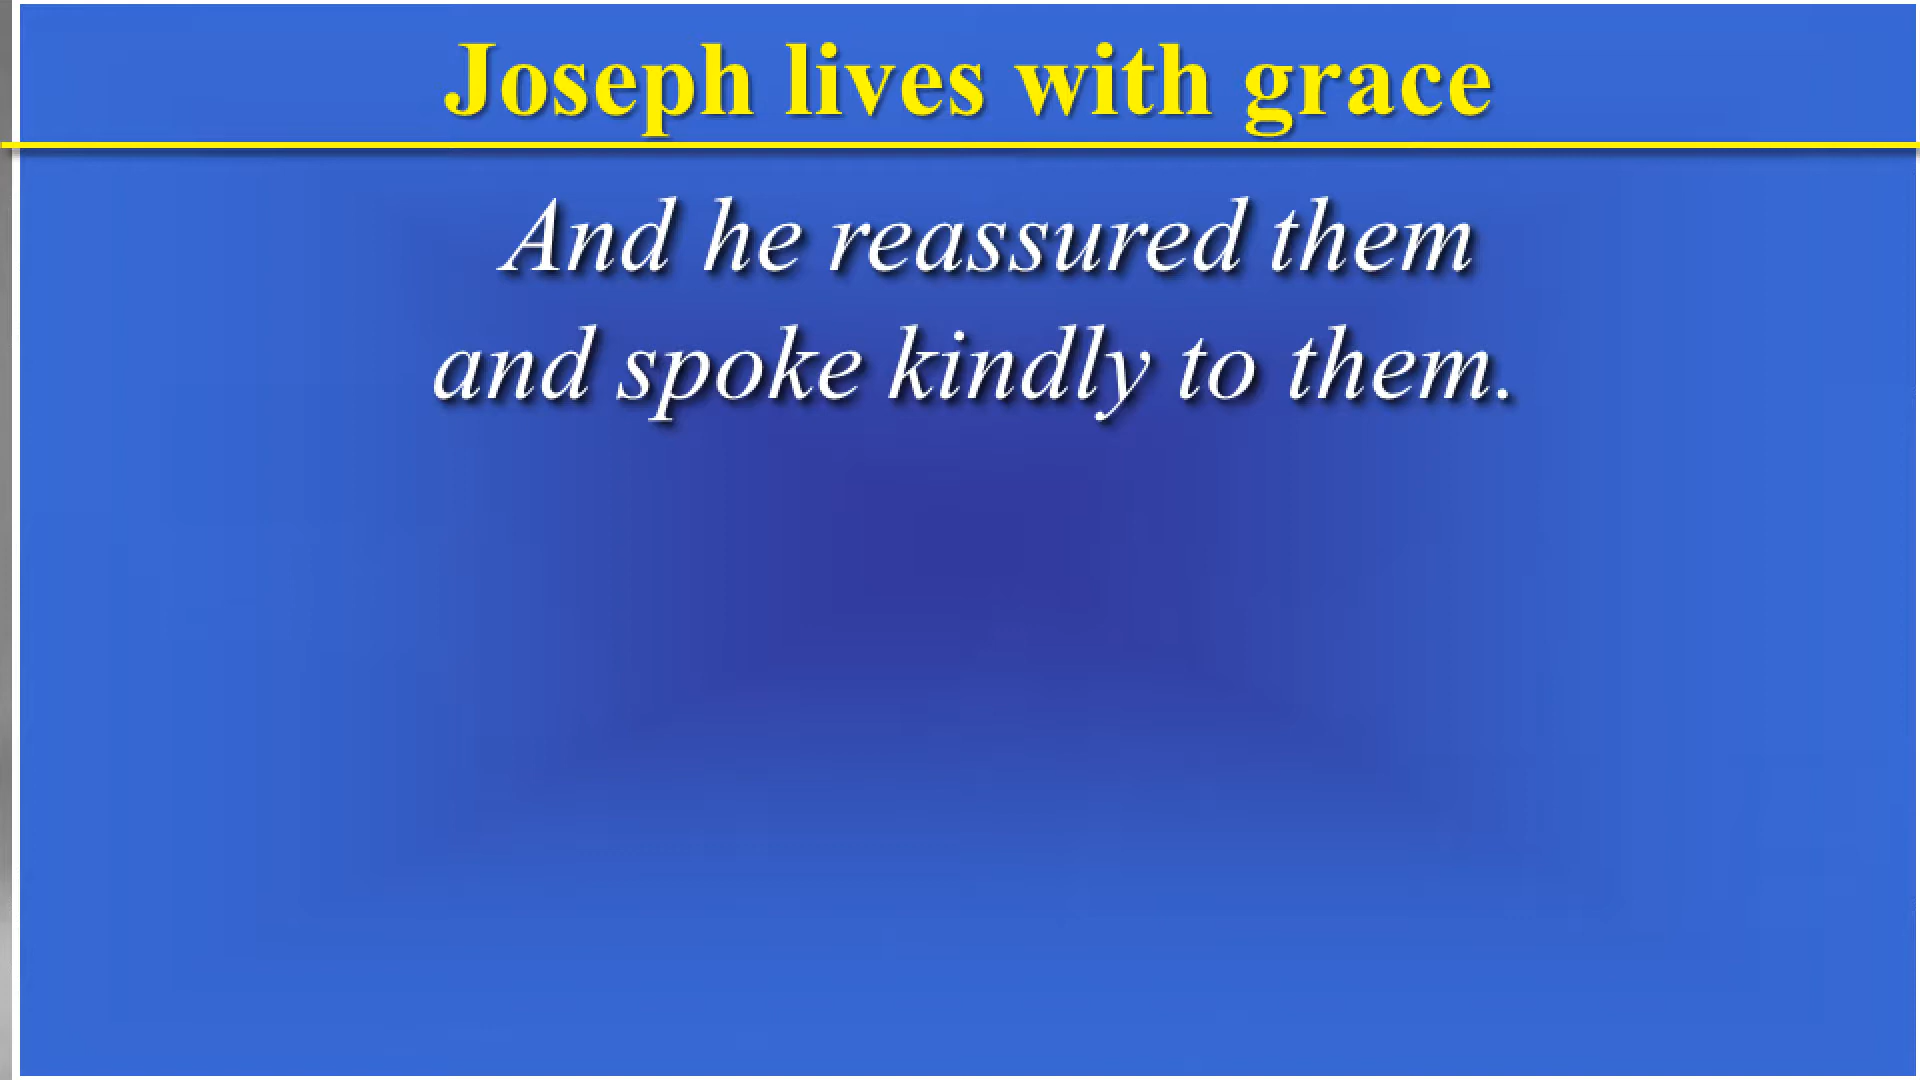 Joseph lives with grace
And he reassured them
and spoke kindly to them.